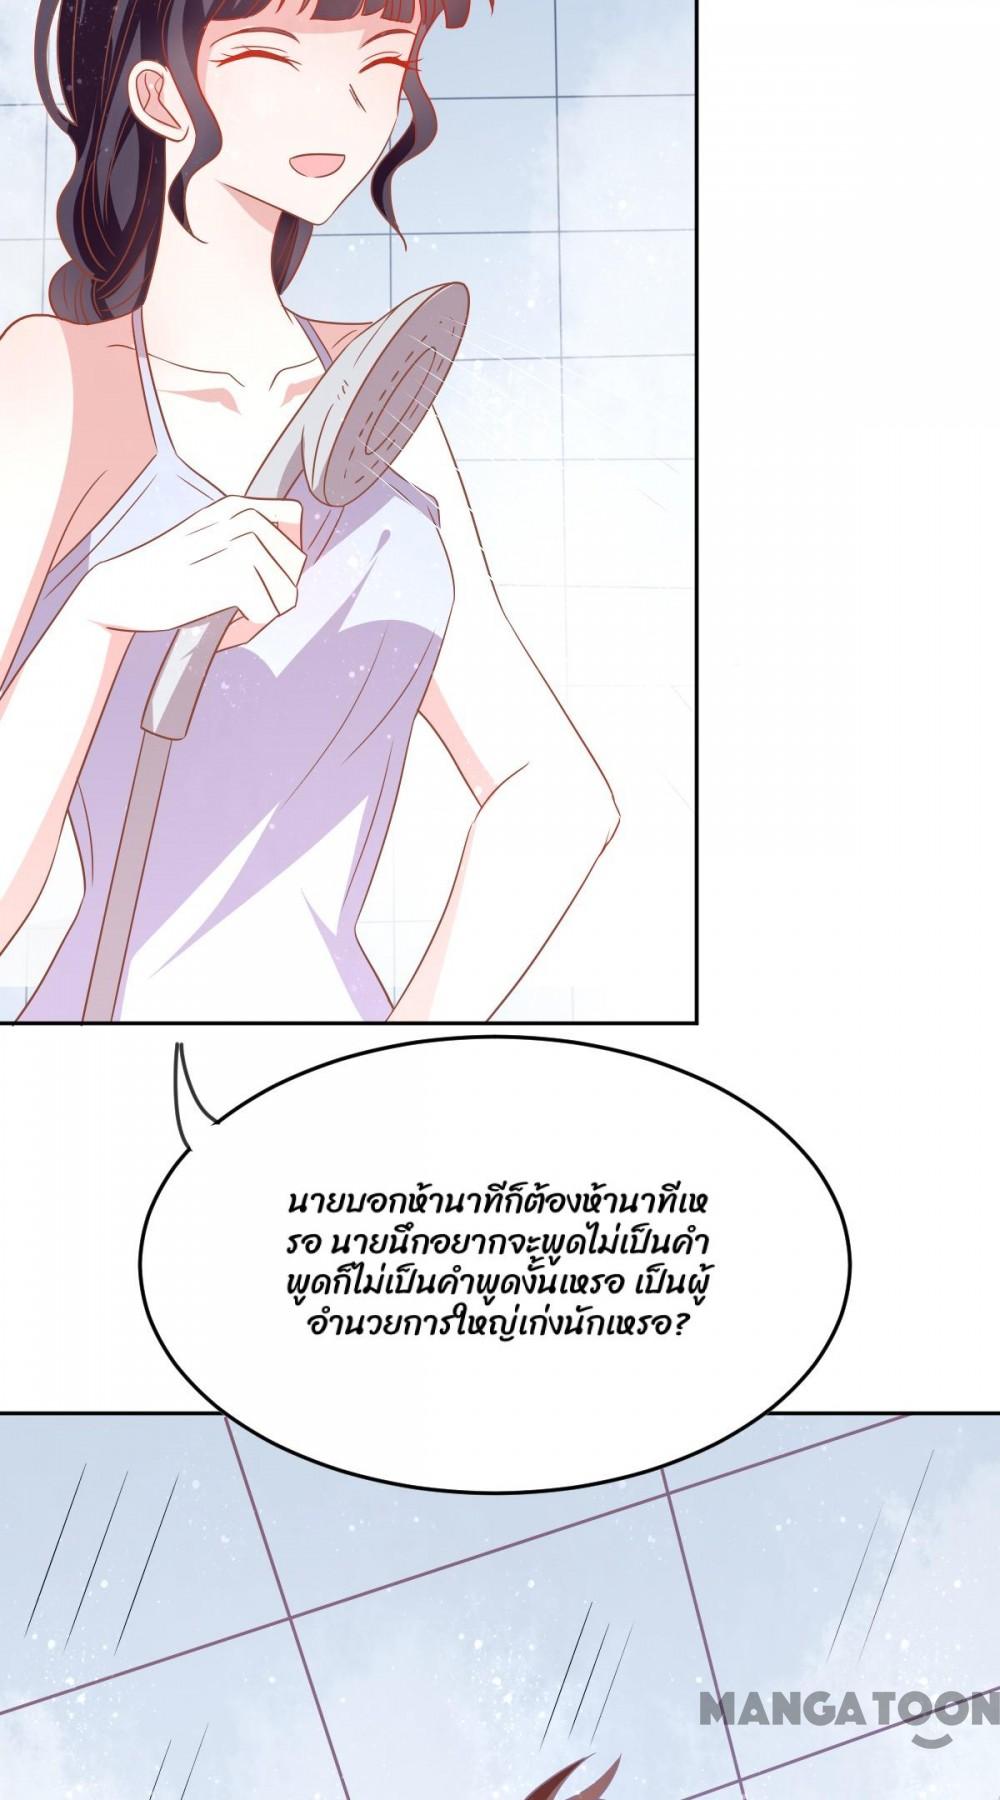 นายบอกห้านาทีก็ต้องห้านาทีเห
รอ นายนึกอยากจะพูดไม่เป็นคำ
พูดก็ไม่เป็นคำพูดงั้นเหรอ เป็นผู้
อำนวยการใหญ่เก่งนักเหรอ?
MANGATOON